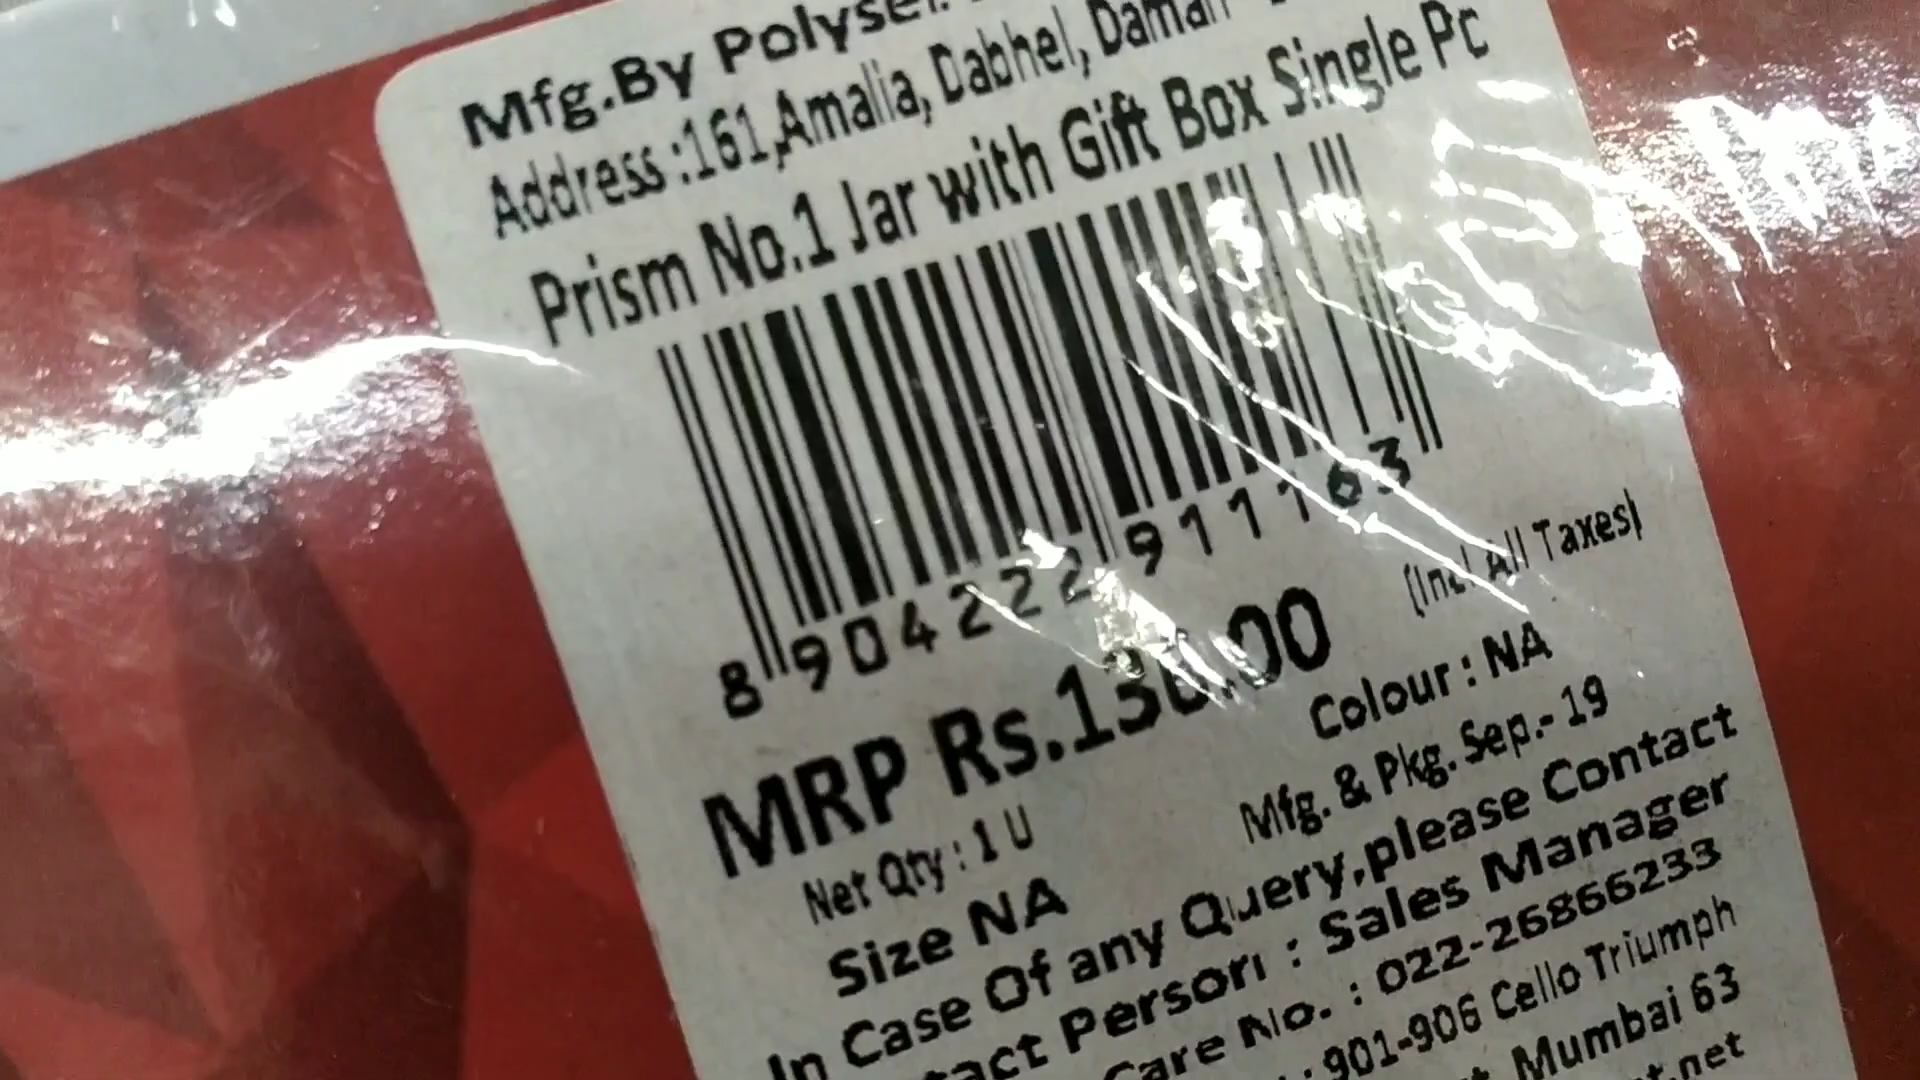 Mfg.By
Address :161,Amalia, Dabhel, Daman
Prism No.1 Jar with Gift Box Single Pc
8 904222 911163
MRP Rs.130.00 (Incl All Taxes)
Colour : NA
Net Qty : 1 U
Mfg. & Pkg. Sep.- 19
Size NA
In Case Of any Query,please Contact
Person : Sales Manager
Care No. : 022-26866233
: 901-906 Cello Triumph
Mumbai 63